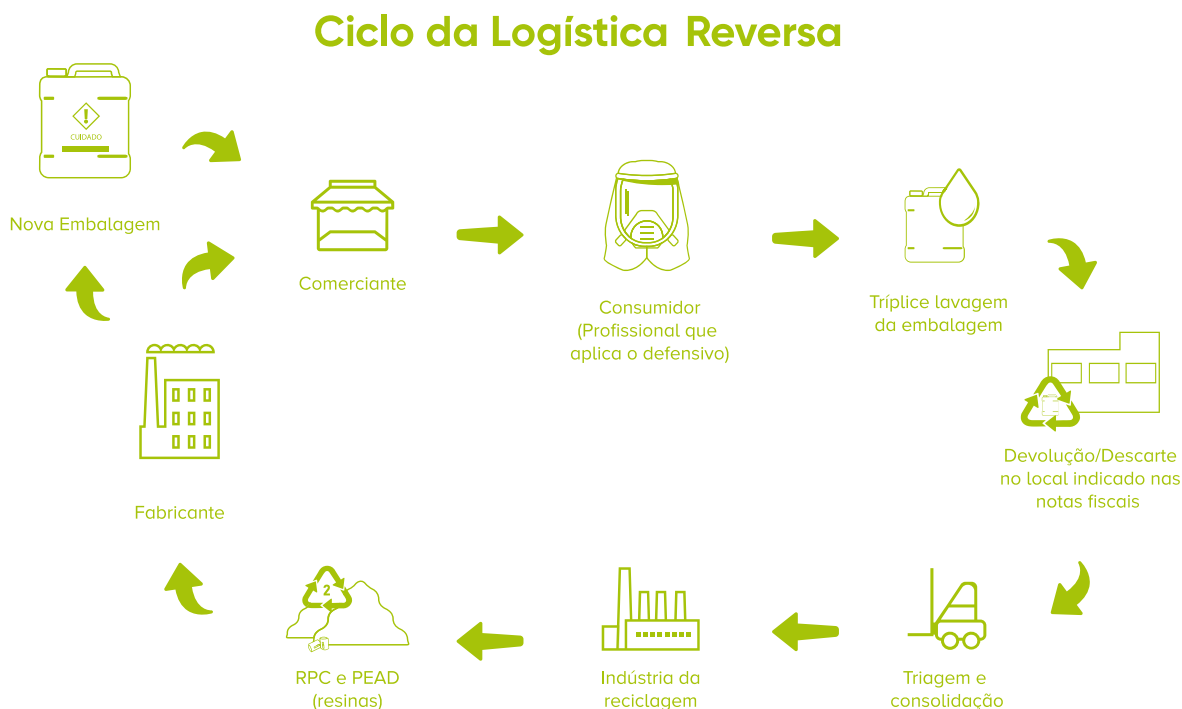 Ciclo da Logística Reversa
CUIDADO
Nova Embalagem
Comerciante
Consumidor
(Profissional que
aplica o defensivo)
Tríplice lavagem
da embalagem
Devolução/Descarte
no local indicado nas
notas fiscais
Triagem e
consolidação
Indústria da
reciclagem
2
RPC e PEAD
(resinas)
Fabricante